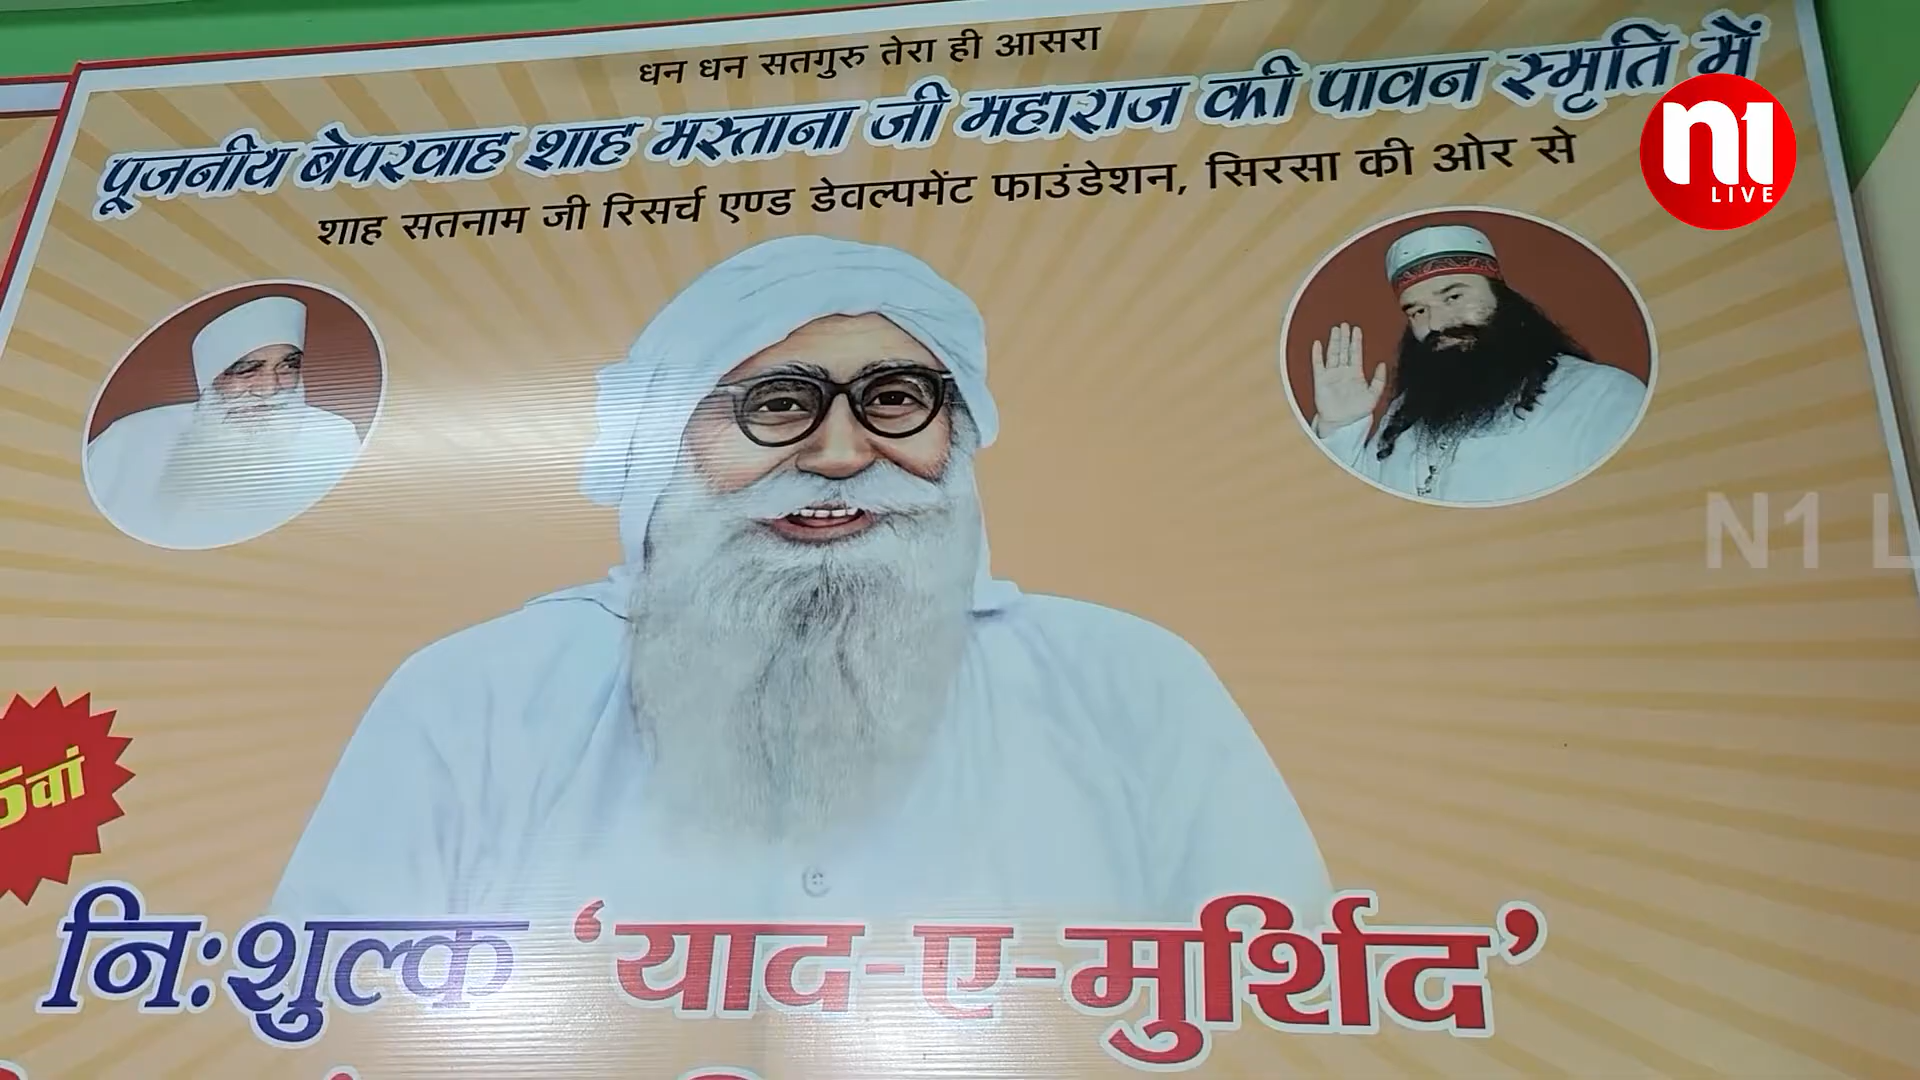 धन धन सतगुरु तेरा ही आसरा
पूजनीय बेपरवाह शाह मस्ताना जी महाराज की पावन स्मृति में
शाह सतनाम जी रिसर्च एण्ड डेवल्पमेंट फाउंडेशन, सिरसा की ओर से
n1
LIVE
N1 L
5वां
नि:शुल्क ‘याद-ए-मुर्शिद’